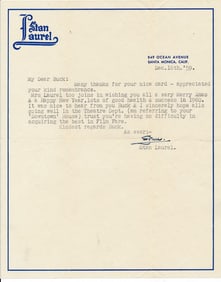 Stan
Laurel
849 OCEAN AVENUE
SANTA MONICA, CALIF.
Dec. 16th. '59.
My Dear Buck:
Many thanks for your nice card - appreciated
your kind remembrance.
Mrs Laurel too joins in wishing you all a very Merry Xmas
& a Happy New Year, lots of good health & success in 1960.
It was nice to hear from you Buck & I sincerely hope all's
going well in the Theatre Dept. (am referring to your
'Downtown' House) trust you're having no difficulty in
acquiring the best in Film Fare.
Kindest regards Buck.
As ever:-
Stan
Stan Laurel.